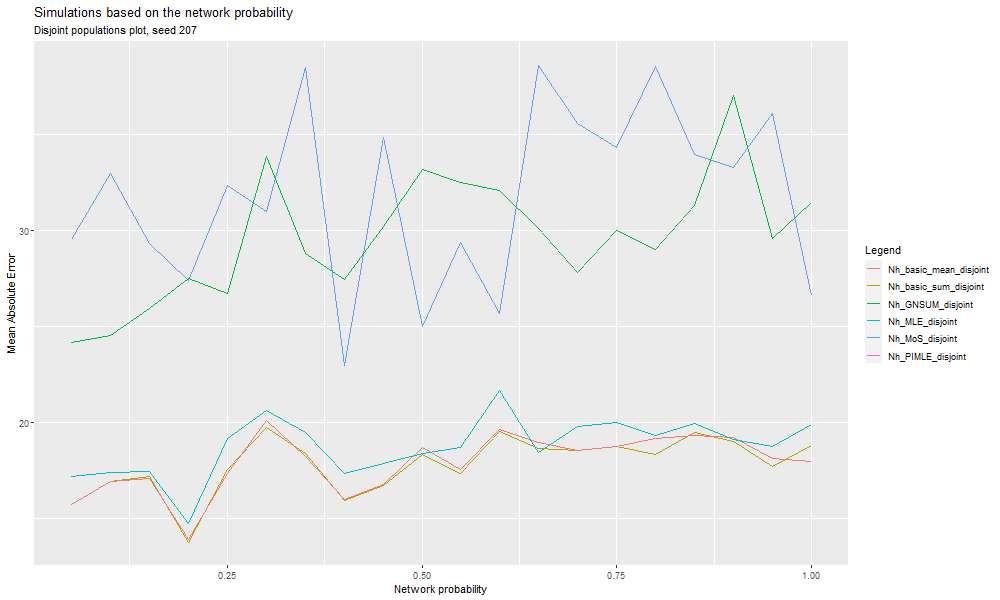 Simulations based on the network probability
Disjoint populations plot, seed 207
Mean Absolute Error
30
20
0.25
0.50
0.75
1.00
Network probability
Legend
Nh_basic_mean_disjoint
Nh_basic_sum_disjoint
Nh_GNSUM_disjoint
Nh_MLE_disjoint
Nh_MoS_disjoint
Nh_PIMLE_disjoint